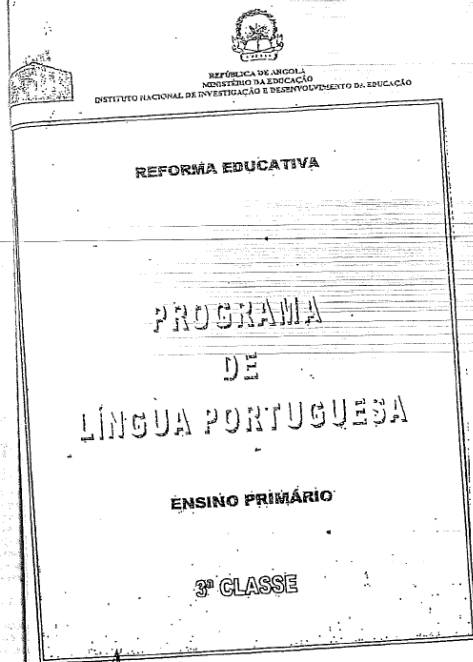 REPÚBLICA DE ANGOLA
MINISTÉRIO DA EDUCAÇÃO
INSTITUTO NACIONAL DE INVESTIGAÇÃO E DESENVOLVIMENTO DA EDUCAÇÃO
REFORMA EDUCATIVA
PROGRAMA
DE
LÍNGUA PORTUGUESA
ENSINO PRIMÁRIO
3ª CLASSE